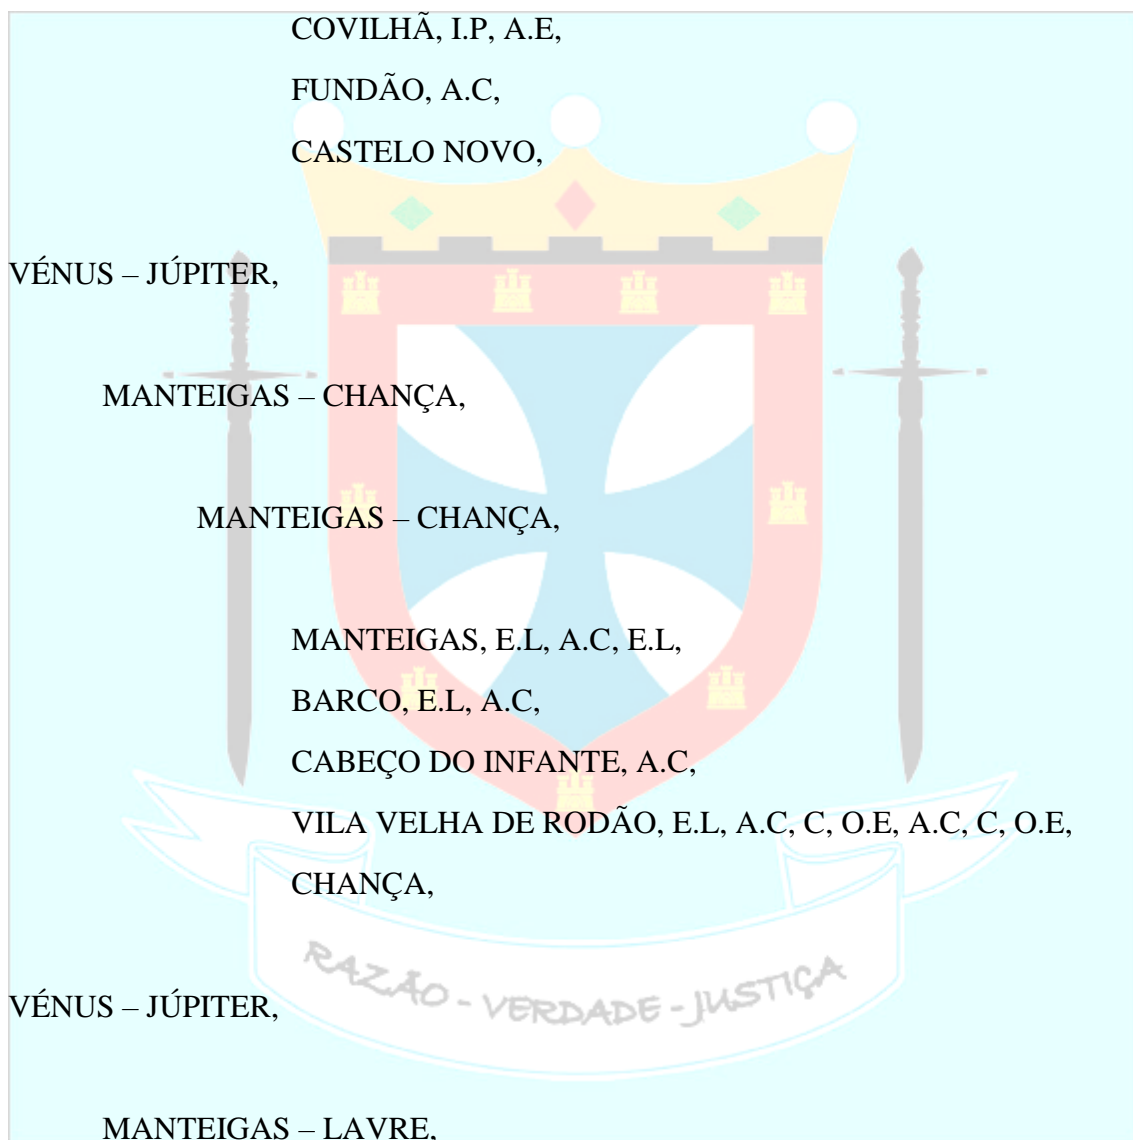 COVILHÃ, I.P, A.E,
FUNDÃO, A.C,
CASTELO NOVO,
VÉNUS – JÚPITER,
MANTEIGAS – CHANÇA,
MANTEIGAS – CHANÇA,
MANTEIGAS, E.L, A.C, E.L,
BARCO, E.L, A.C,
CABEÇO DO INFANTE, A.C,
VILA VELHA DE RODÃO, E.L, A.C, C, O.E, A.C, C, O.E,
CHANÇA,
RAZÃO - VERDADE - JUSTIÇA
VÉNUS – JÚPITER,
MANTEIGAS – LAVRE,